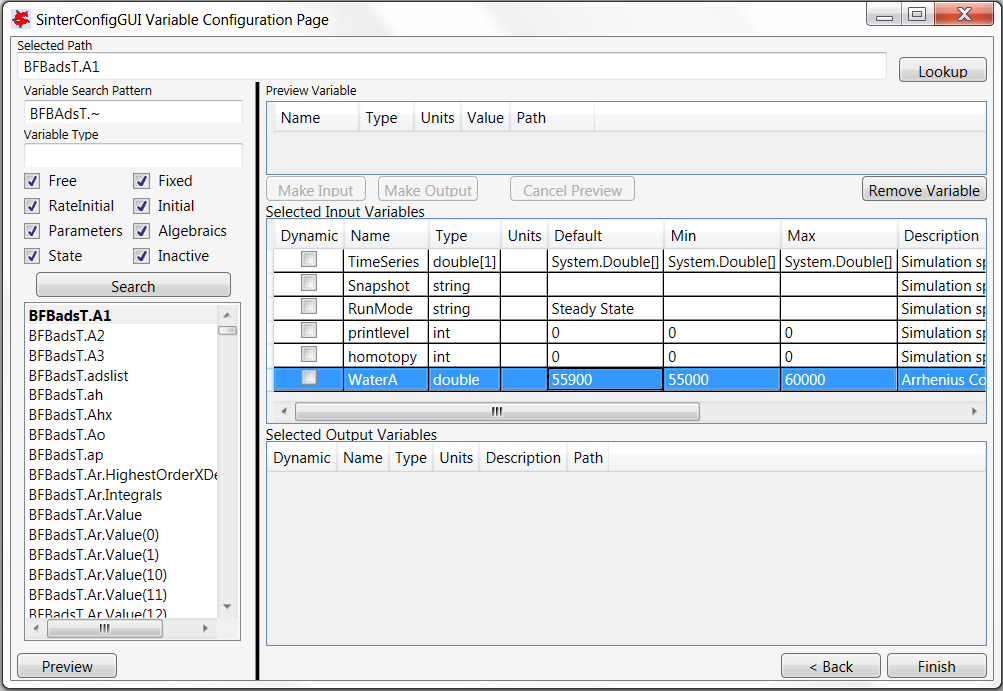 SinterConfigGUI Variable Configuration Page
Selected Path
BFBadsT.A1
Lookup
Variable Search Pattern
BFBAdsT.~
Variable Type
Free Fixed
RateInitial Initial
Parameters Algebraics
State Inactive
Search
BFBadsT.A1
BFBadsT.A2
BFBadsT.A3
BFBadsT.adslist
BFBadsT.ah
BFBadsT.Ahx
BFBadsT.Ao
BFBadsT.ap
BFBadsT.Ar.HighestOrderXDe
BFBadsT.Ar.Integrals
BFBadsT.Ar.Value
BFBadsT.Ar.Value(0)
BFBadsT.Ar.Value(1)
BFBadsT.Ar.Value(10)
BFBadsT.Ar.Value(11)
BFBadsT.Ar.Value(12)
Preview
Preview Variable
Name Type Units Value Path
Make Input Make Output Cancel Preview Remove Variable
Selected Input Variables
Dynamic Name Type Units Default Min Max Description
TimeSeries double[1] System.Double[] System.Double[] System.Double[] Simulation sp
Snapshot string Simulation sp
RunMode string Steady State Simulation sp
printlevel int 0 0 0 Simulation sp
homotopy int 0 0 0 Simulation sp
WaterA double 55900 55000 60000 Arrhenius Co
Selected Output Variables
Dynamic Name Type Units Description Path
< Back Finish